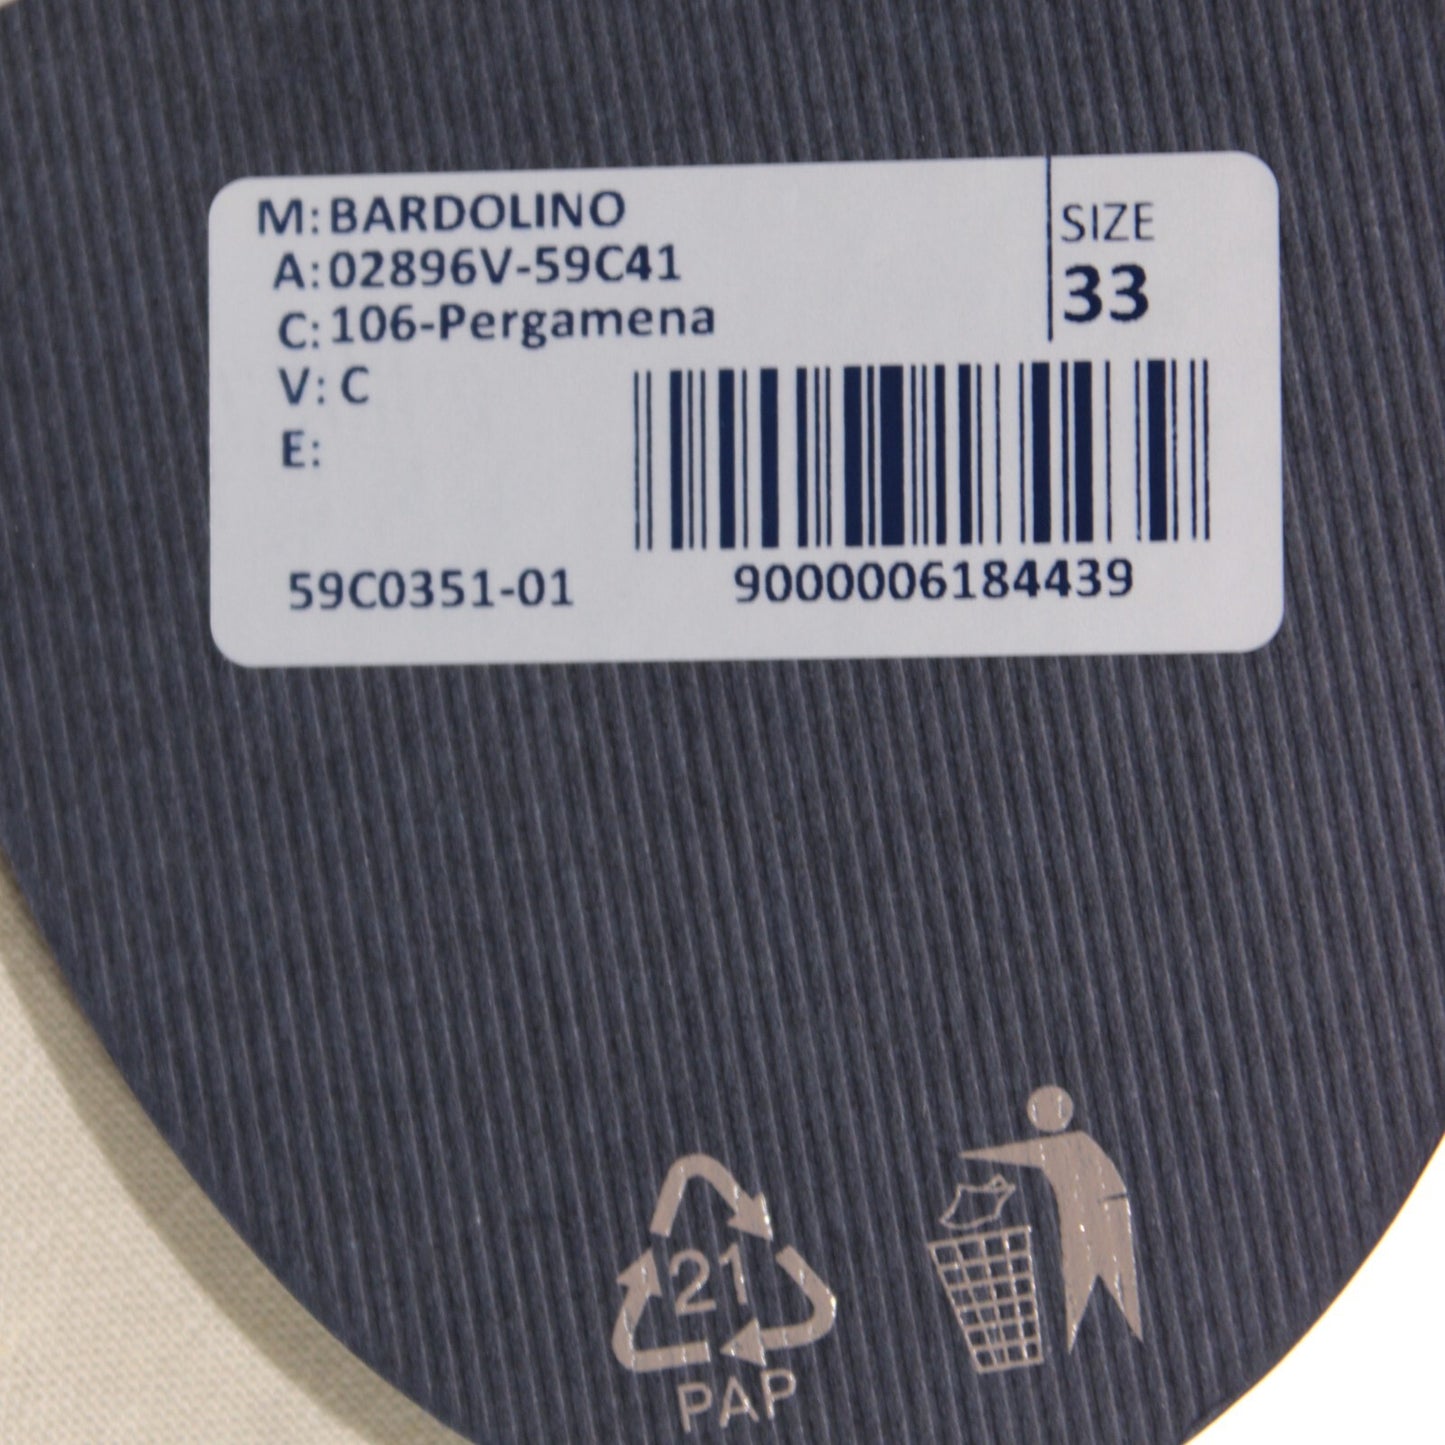 M: BARDOLINO
A: 02896V-59C41
C: 106-Pergamena
V: C
E:
SIZE
33
59C0351-01
9000006184439
21
PAP